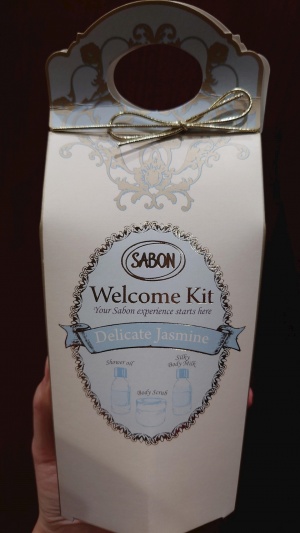 SABON
Welcome Kit
Your Sabon experience starts here
Delicate Jasmine
Shower oil
Silky
Body Milk
Body Scrub